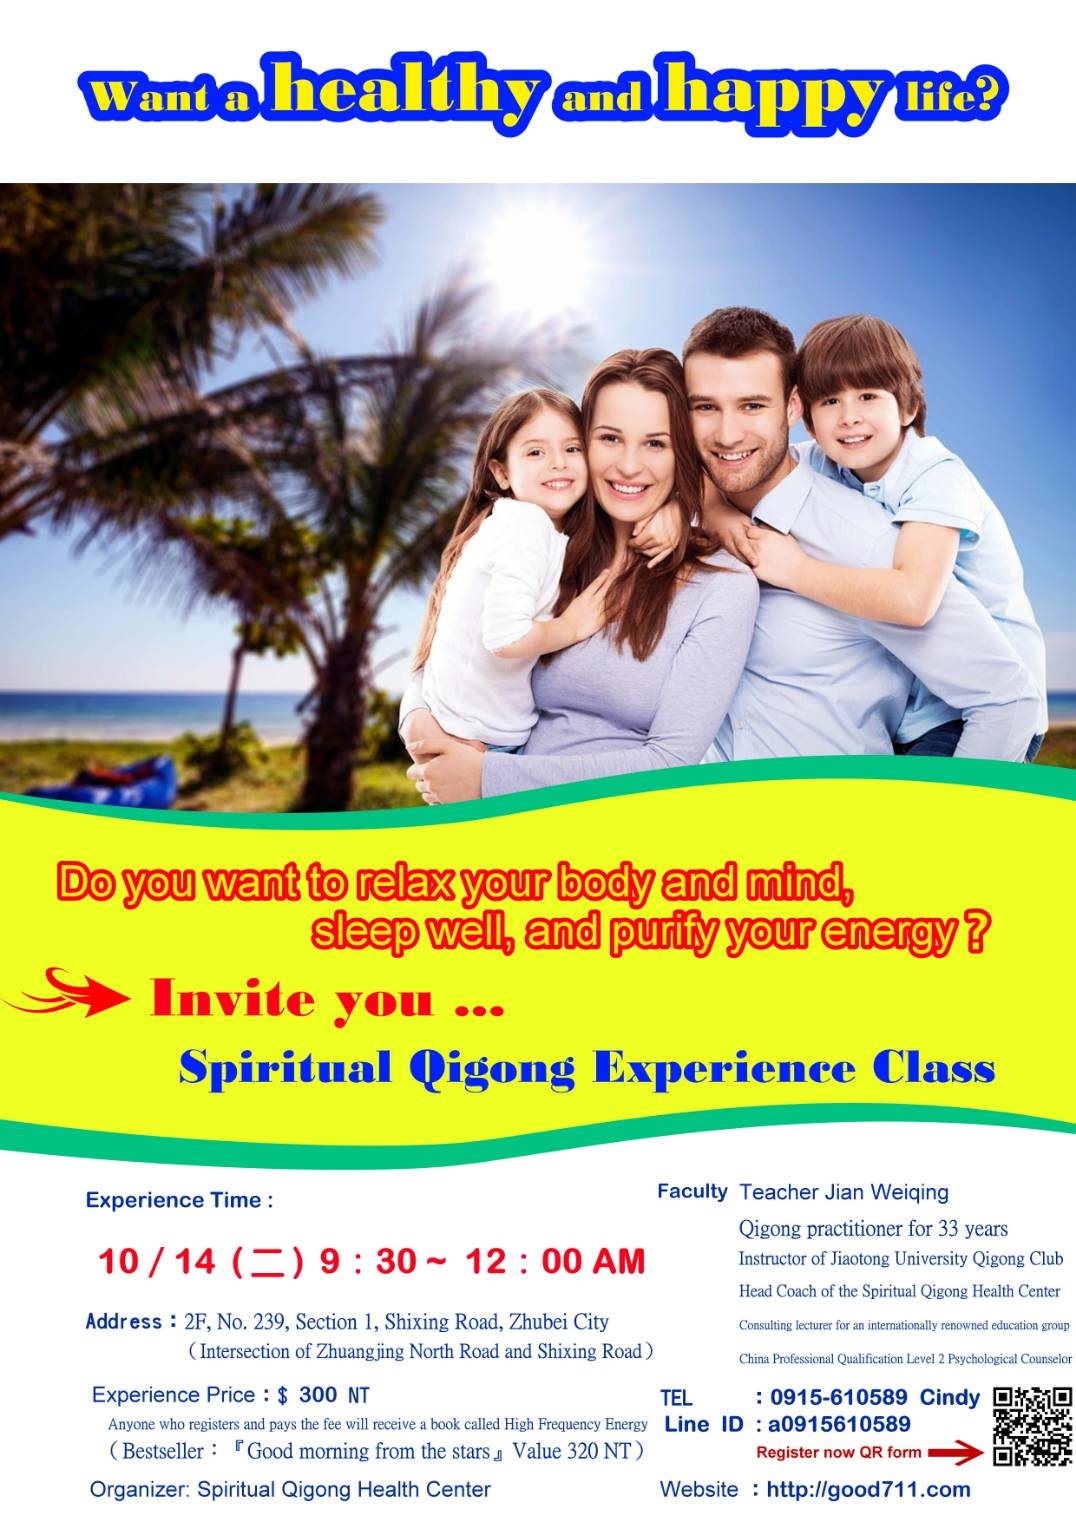 Want a healthy and happy life?
Do you want to relax your body and mind,
sleep well, and purify your energy？
Invite you ...
Spiritual Qigong Experience Class
Experience Time :
10 / 14 (二) 9：30 ~ 12：00 AM
Address：2F, No. 239, Section 1, Shixing Road, Zhubei City
（Intersection of Zhuangjing North Road and Shixing Road）
Experience Price：$ 300 NT
Anyone who registers and pays the fee will receive a book called High Frequency Energy
（Bestseller：『Good morning from the stars』Value 320 NT）
Organizer: Spiritual Qigong Health Center
Faculty Teacher Jian Weiqing
Qigong practitioner for 33 years
Instructor of Jiaotong University Qigong Club
Head Coach of the Spiritual Qigong Health Center
Consulting lecturer for an internationally renowned education group
China Professional Qualification Level 2 Psychological Counselor
TEL：0915-610589 Cindy
Line ID：a0915610589
Register now QR form
Website：http://good711.com